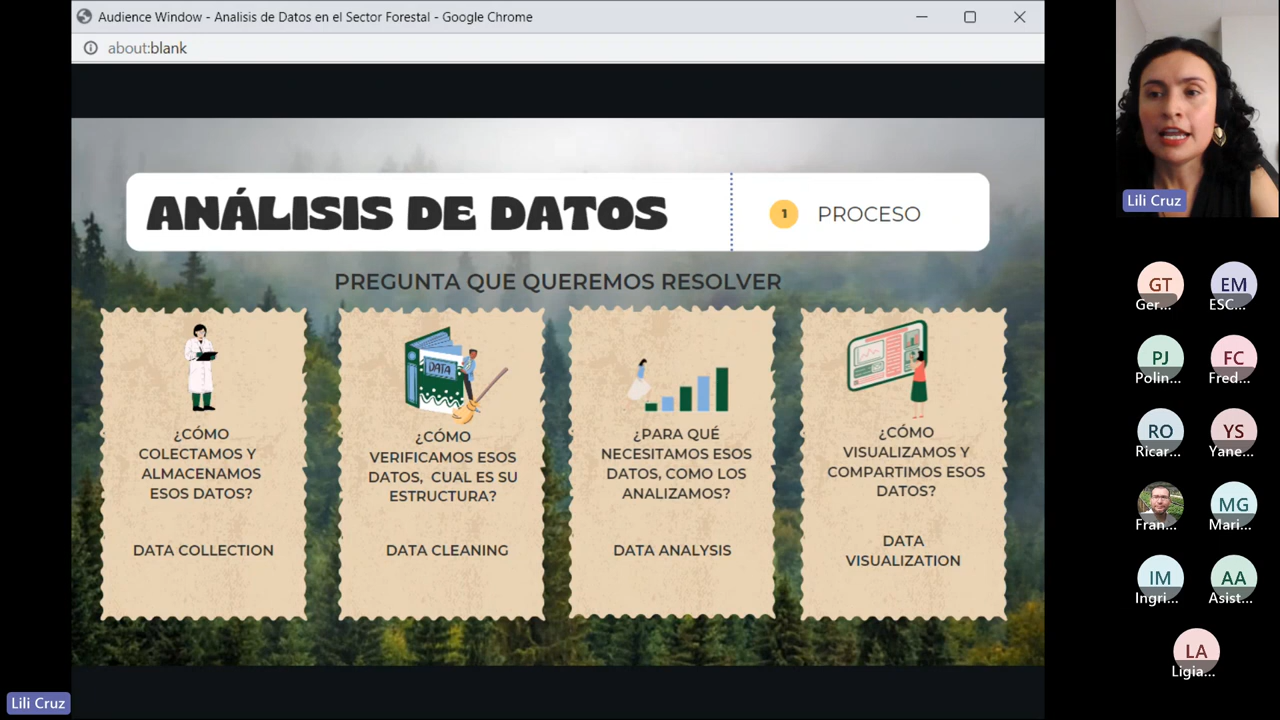 Audience Window - Analisis de Datos en el Sector Forestal - Google Chrome
about:blank
ANÁLISIS DE DATOS
1 PROCESO
PREGUNTA QUE QUEREMOS RESOLVER
¿CÓMO
COLECTAMOS Y
ALMACENAMOS
ESOS DATOS?
DATA COLLECTION
DATA
¿CÓMO
VERIFICAMOS ESOS
DATOS, CUAL ES SU
ESTRUCTURA?
DATA CLEANING
¿PARA QUÉ
NECESITAMOS ESOS
DATOS, COMO LOS
ANALIZAMOS?
DATA ANALYSIS
¿CÓMO
VISUALIZAMOS Y
COMPARTIMOS ESOS
DATOS?
DATA
VISUALIZATION
Lili Cruz
GT
Ger...
EM
ESC...
PJ
Polin...
FC
Fred...
RO
Ricar...
YS
Yane...
Fran...
MG
Mari...
IM
Ingri...
AA
Asist...
LA
Ligia...
Lili Cruz